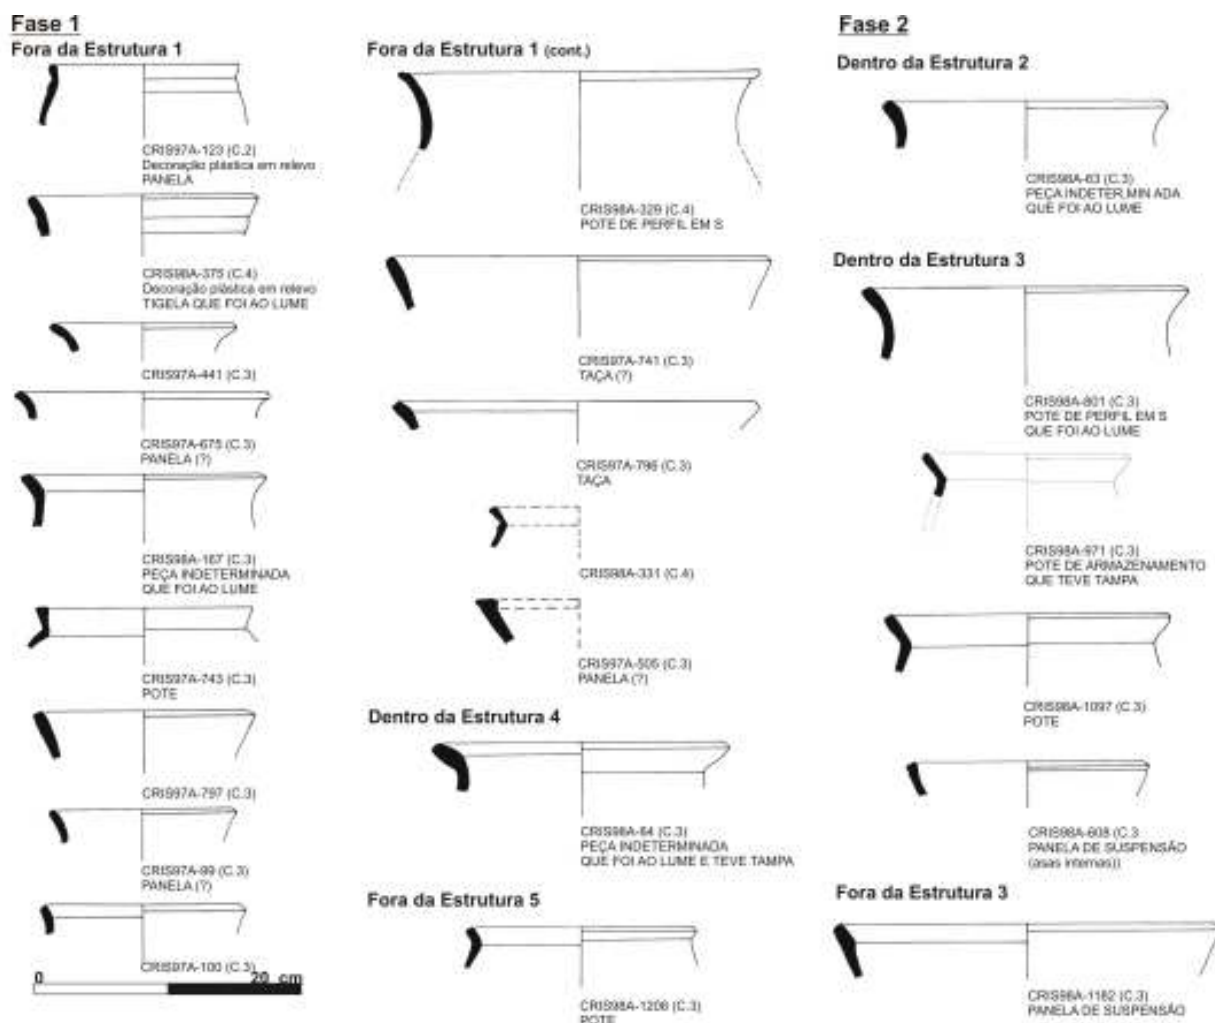 Fase 1
Fora da Estrutura 1
CRIS97A-123 (C.2)
Decoração plástica em relevo
PANELA
CRIS98A-375 (C.4)
Decoração plástica em relevo
TIGELA QUE FOI AO LUME
CRIS97A-441 (C.3)
CRIS97A-675 (C.3)
PANELA (?)
CRIS98A-167 (C.3)
PEÇA INDETERMINADA
QUE FOI AO LUME
CRIS97A-743 (C.3)
POTE
CRIS97A-797 (C.3)
CRIS97A-99 (C.3)
PANELA (?)
CRIS97A-100 (C.3)
0 20 cm
Fora da Estrutura 1 (cont.)
CRIS98A-329 (C.4)
POTE DE PERFIL EM S
CRIS97A-741 (C.3)
TAÇA (?)
CRIS97A-796 (C.3)
TAÇA
CRIS98A-331 (C.4)
CRIS97A-505 (C.3)
PANELA (?)
Dentro da Estrutura 4
CRIS98A-64 (C.3)
PEÇA INDETERMINADA
QUE FOI AO LUME E TEVE TAMPA
Fora da Estrutura 5
CRIS98A-1208 (C.3)
POTE
Fase 2
Dentro da Estrutura 2
CRIS98A-63 (C.3)
PEÇA INDETER,MIN ADA
QUE FOI AO LUME
Dentro da Estrutura 3
CRIS98A-801 (C.3)
POTE DE PERFIL EM S
QUE FOI AO LUME
CRIS98A-971 (C.3)
POTE DE ARMAZENAMENTO
QUE TEVE TAMPA
CRIS98A-1097 (C.3)
POTE
CRIS98A-608 (C.3
PANELA DE SUSPENSÃO
(asas internas))
Fora da Estrutura 3
CRIS98A-1182 (C.3)
PANELA DE SUSPENSÃO